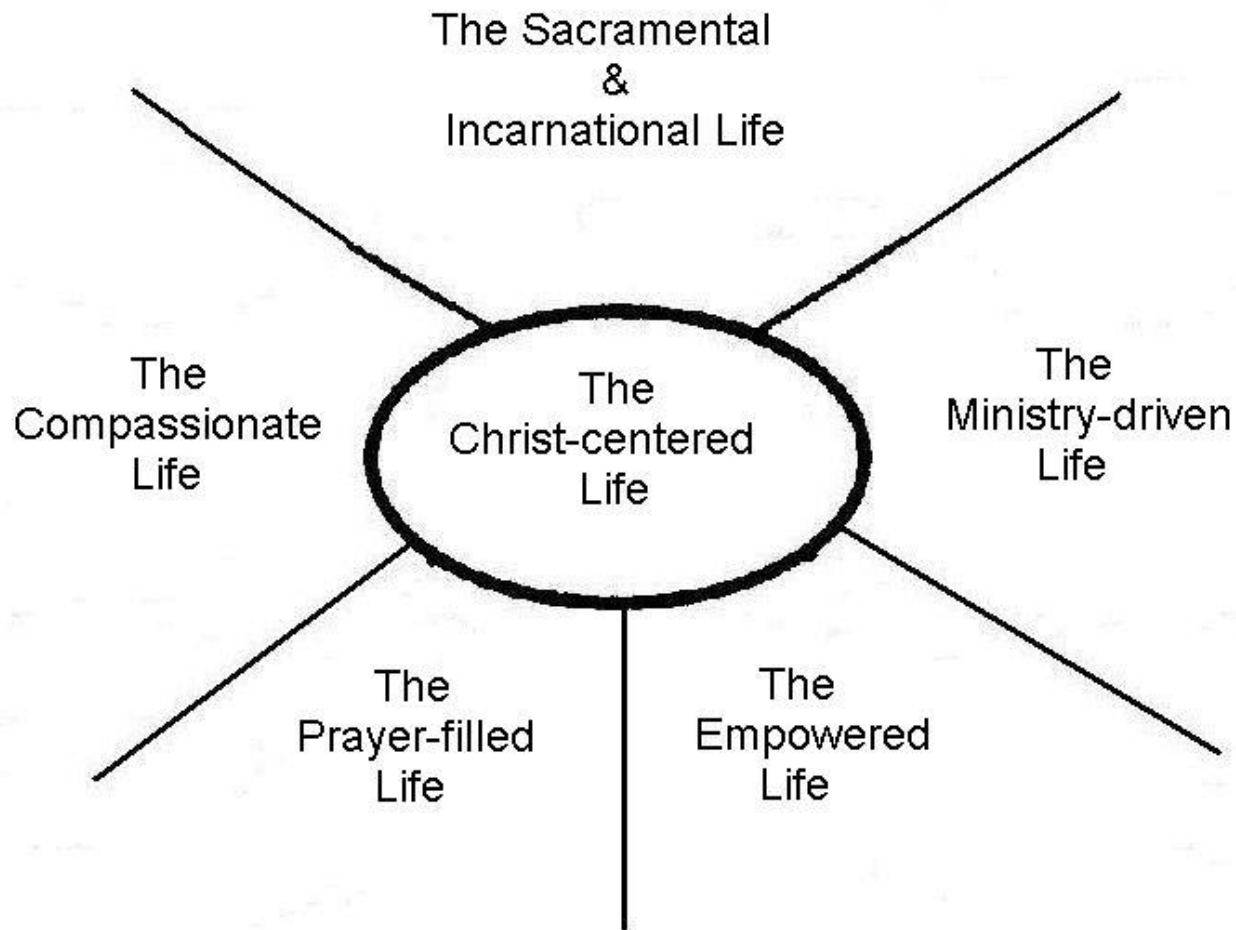 The Sacramental
&
Incarnational Life
The
Compassionate
Life
The
Christ-centered
Life
The
Ministry-driven
Life
The
Prayer-filled
Life
The
Empowered
Life